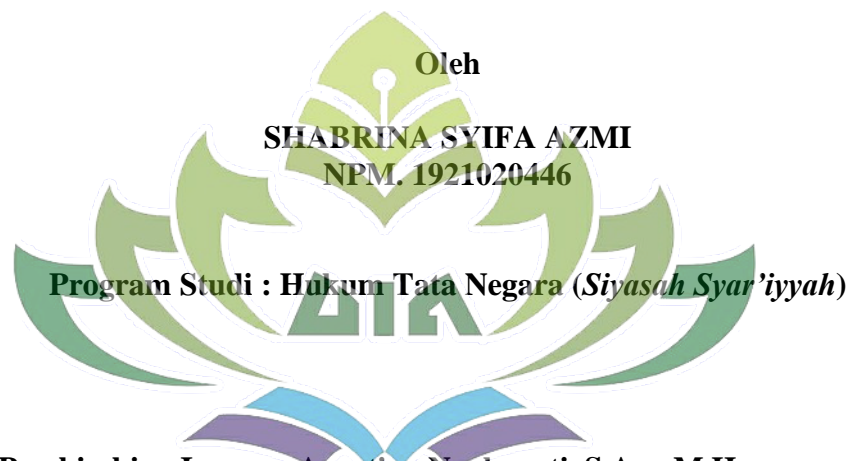 Oleh
SHABRINA SYIFA AZMI
NPM. 1921020446
Program Studi : Hukum Tata Negara (Siyasah Syar’iyyah)